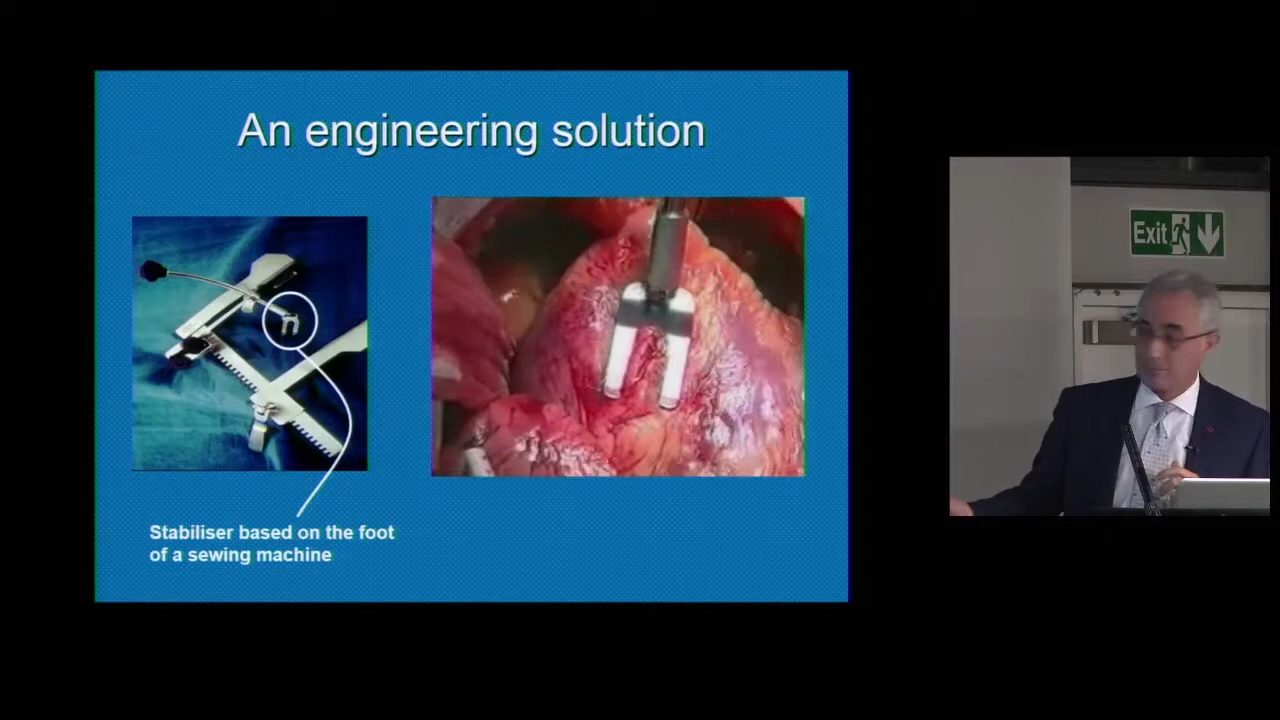 An engineering solution
Exit
Stabiliser based on the foot
of a sewing machine